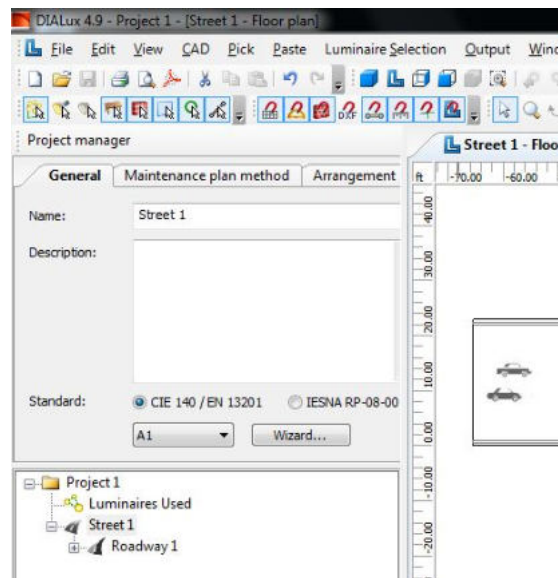 DIALux 4.9 - Project 1 - [Street 1 - Floor plan]
File Edit View CAD Pick Paste Luminaire Selection Output Wind
DXF
Project manager
Street 1 - Floo
General Maintenance plan method Arrangement
ft -70.00 -60.00
Name: Street 1
Description:
40.00
30.00
20.00
10.00
0.00
-10.00
-20.00
Standard: CIE 140 / EN 13201 IESNA RP-08-00
A1 Wizard...
Project 1
Luminaires Used
Street 1
Roadway 1